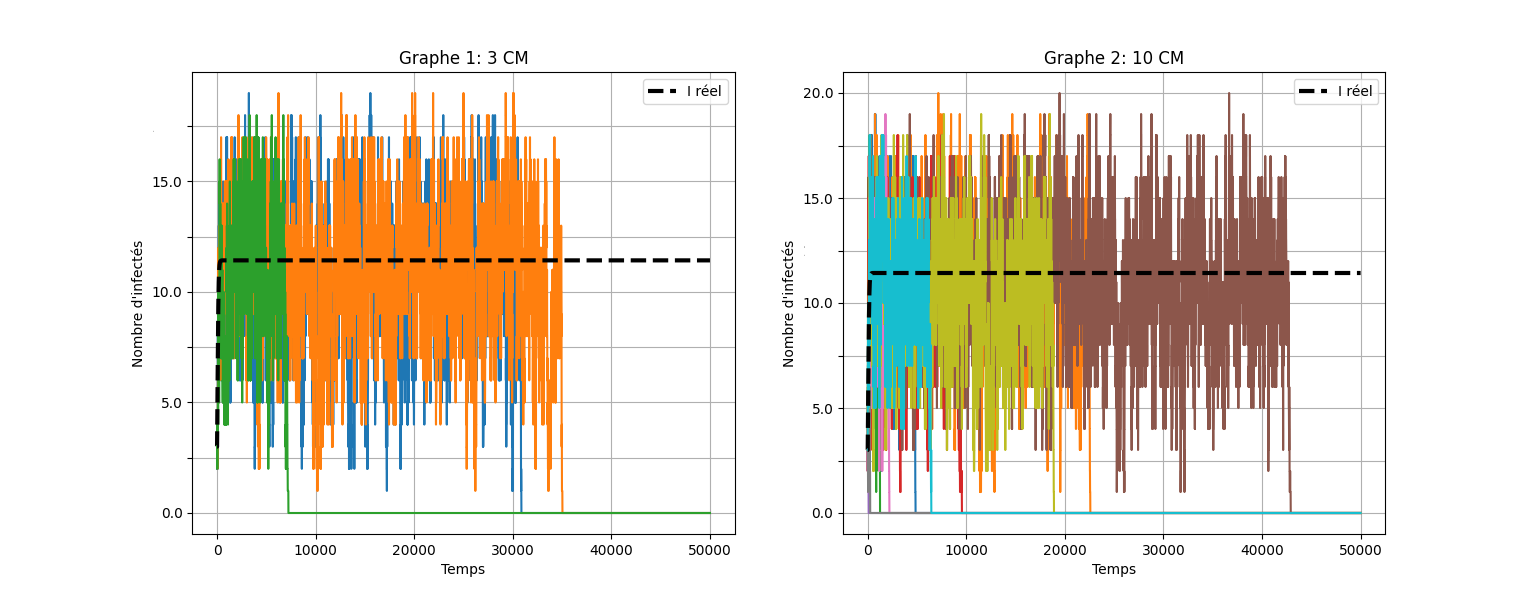 Graphe 1: 3 CM
I réel
15.0
10.0
5.0
0.0
Nombre d'infectés
0 10000 20000 30000 40000 50000
Temps
Graphe 2: 10 CM
I réel
20.0
15.0
10.0
5.0
0.0
Nombre d'infectés
0 10000 20000 30000 40000 50000
Temps